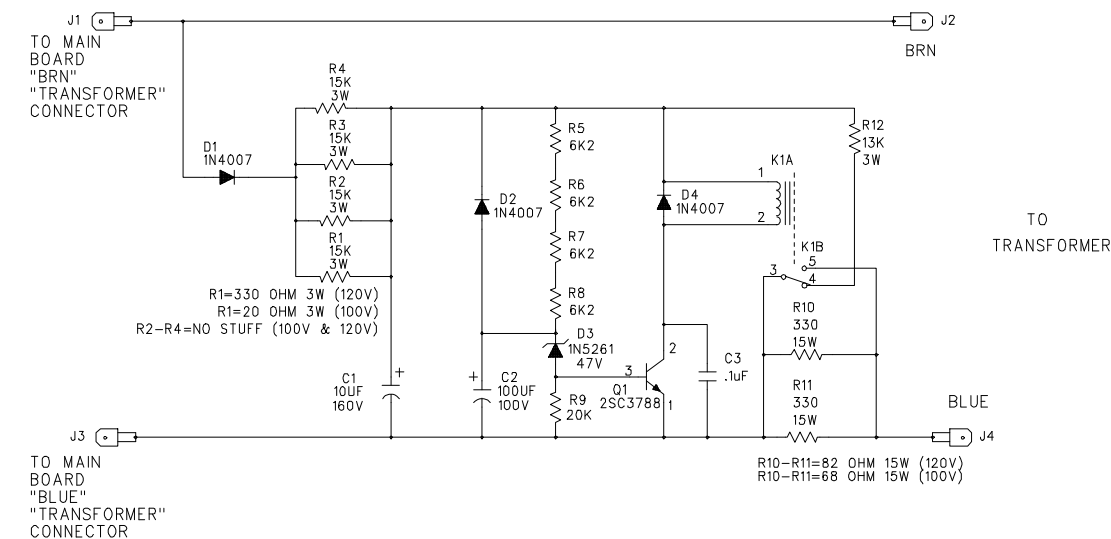 J1
J2
TO MAIN
BOARD
"BRN"
"TRANSFORMER"
CONNECTOR
BRN
R4
15K
3W
R3
15K
3W
R2
15K
3W
R1
15K
3W
D1
1N4007
R1=330 OHM 3W (120V)
R1=20 OHM 3W (100V)
R2-R4=NO STUFF (100V & 120V)
C1
10UF
160V
+
D2
1N4007
+
C2
100UF
100V
R5
6K2
R6
6K2
R7
6K2
R8
6K2
D3
1N5261
47V
R9
20K
3
Q1
2SC3788
2
1
D4
1N4007
K1A
1
2
C3
.1uF
R12
13K
3W
K1B
3
5
4
R10
330
15W
R11
330
15W
R10-R11=82 OHM 15W (120V)
R10-R11=68 OHM 15W (100V)
TO
TRANSFORMER
BLUE
J4
J3
TO MAIN
BOARD
"BLUE"
"TRANSFORMER"
CONNECTOR